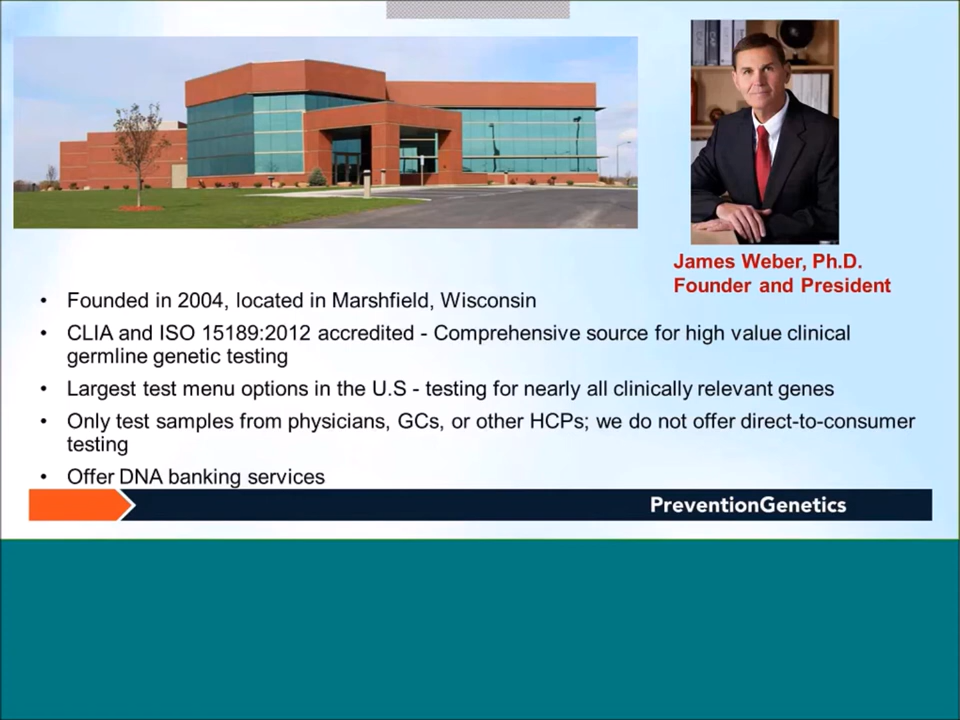 James Weber, Ph.D.
Founder and President
• Founded in 2004, located in Marshfield, Wisconsin
• CLIA and ISO 15189:2012 accredited - Comprehensive source for high value clinical
germline genetic testing
• Largest test menu options in the U.S - testing for nearly all clinically relevant genes
• Only test samples from physicians, GCs, or other HCPs; we do not offer direct-to-consumer
testing
• Offer DNA banking services
PreventionGenetics